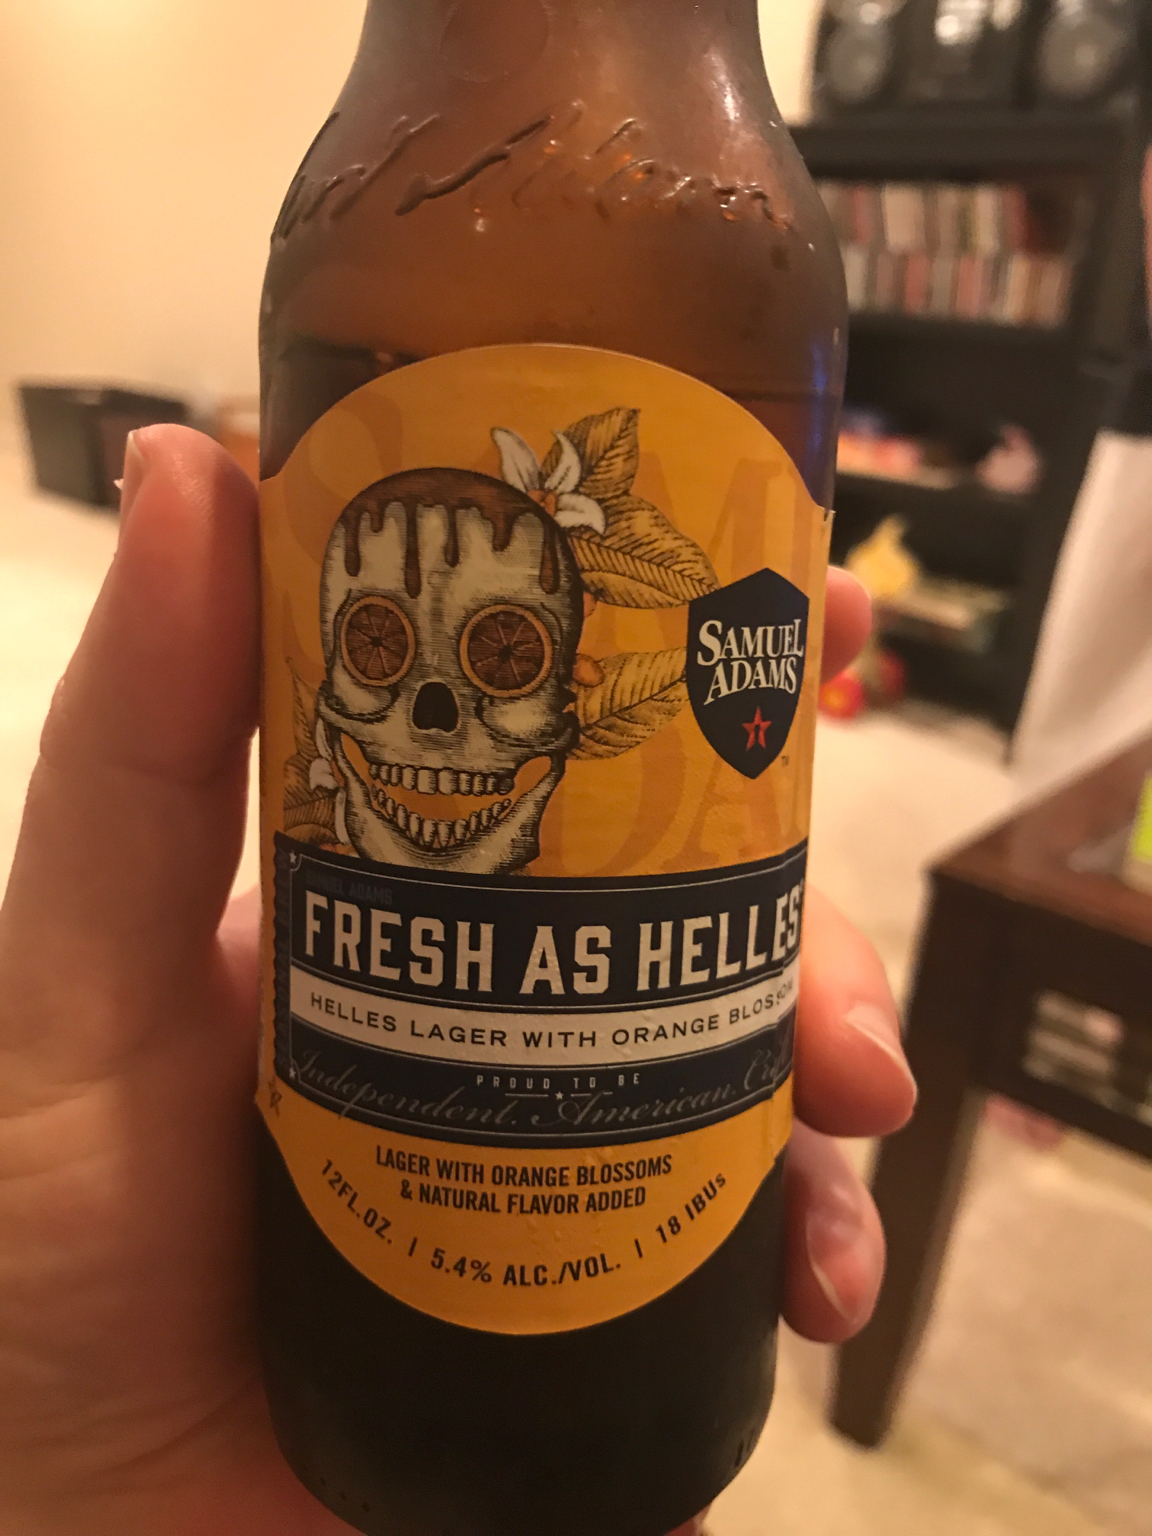 SAMUEL
ADAMS
SAMUEL ADAMS
FRESH AS HELLES
HELLES LAGER WITH ORANGE BLOSSOM
PROUD TO BE
Independent. American.
LAGER WITH ORANGE BLOSSOMS
& NATURAL FLAVOR ADDED
12FL.OZ. | 5.4% ALC./VOL. | 18 IBUs